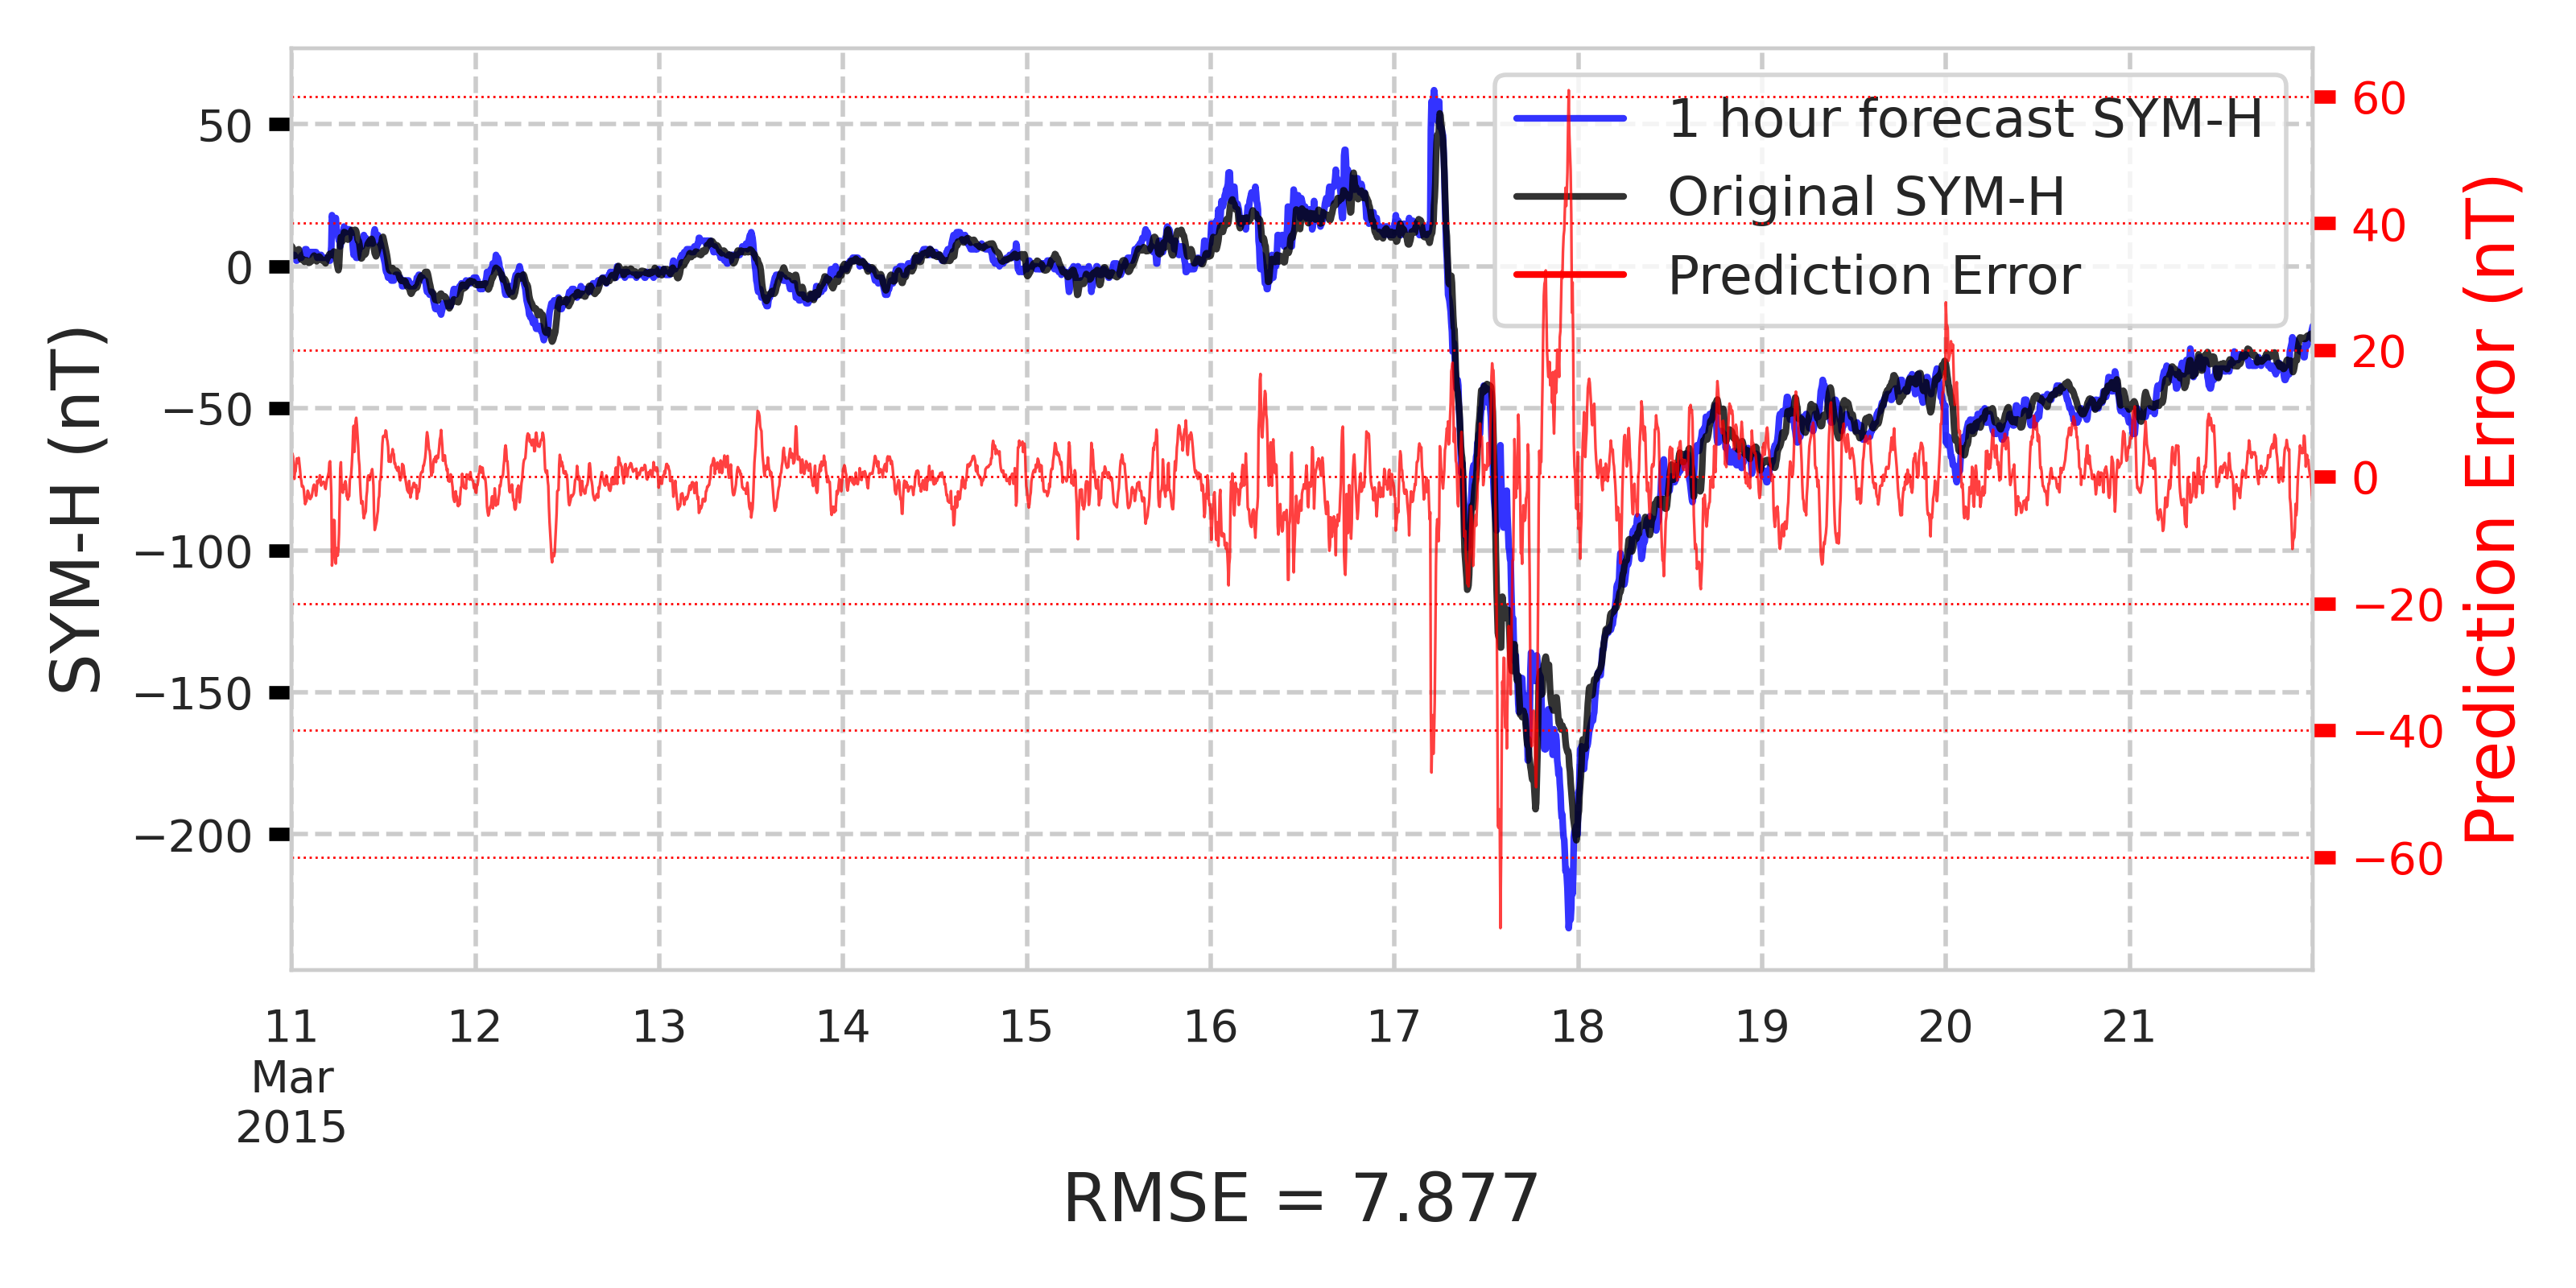 1 hour forecast SYM-H
Original SYM-H
Prediction Error
SYM-H (nT)
50
0
−50
−100
−150
−200
Prediction Error (nT)
60
40
20
0
−20
−40
−60
11 12 13 14 15 16 17 18 19 20 21
Mar
2015
RMSE = 7.877